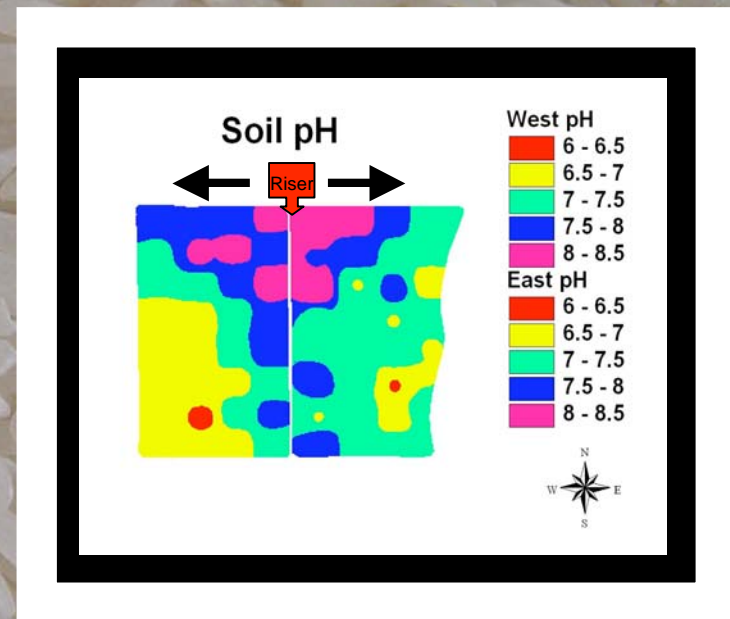 Soil pH
Riser
West pH
6 - 6.5
6.5 - 7
7 - 7.5
7.5 - 8
8 - 8.5
East pH
6 - 6.5
6.5 - 7
7 - 7.5
7.5 - 8
8 - 8.5
N
W E
S